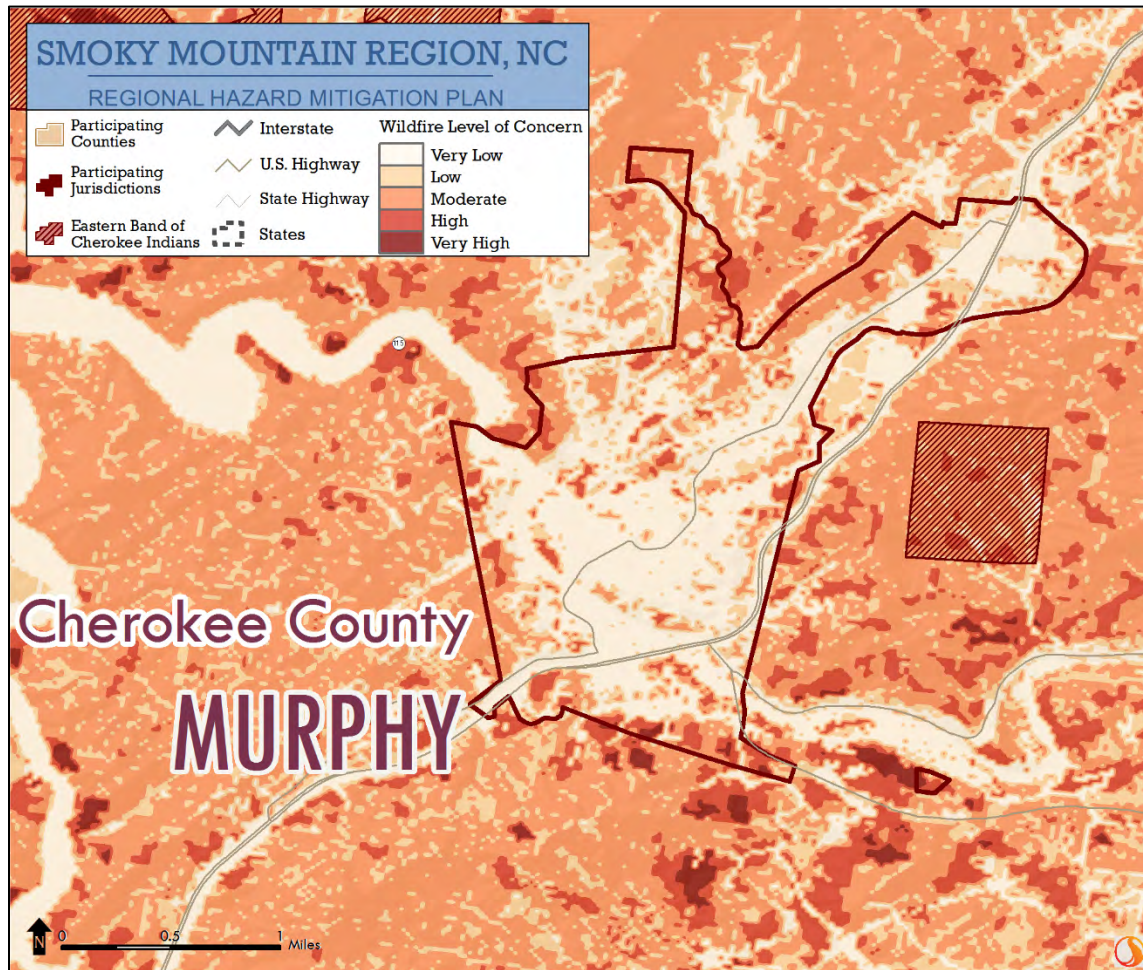 SMOKY MOUNTAIN REGION, NC
REGIONAL HAZARD MITIGATION PLAN
Participating
Counties
Participating
Jurisdictions
Eastern Band of
Cherokee Indians
Interstate
U.S. Highway
State Highway
States
Wildfire Level of Concern
Very Low
Low
Moderate
High
Very High
115
Cherokee County
MURPHY
N
0 0.5 1
Miles